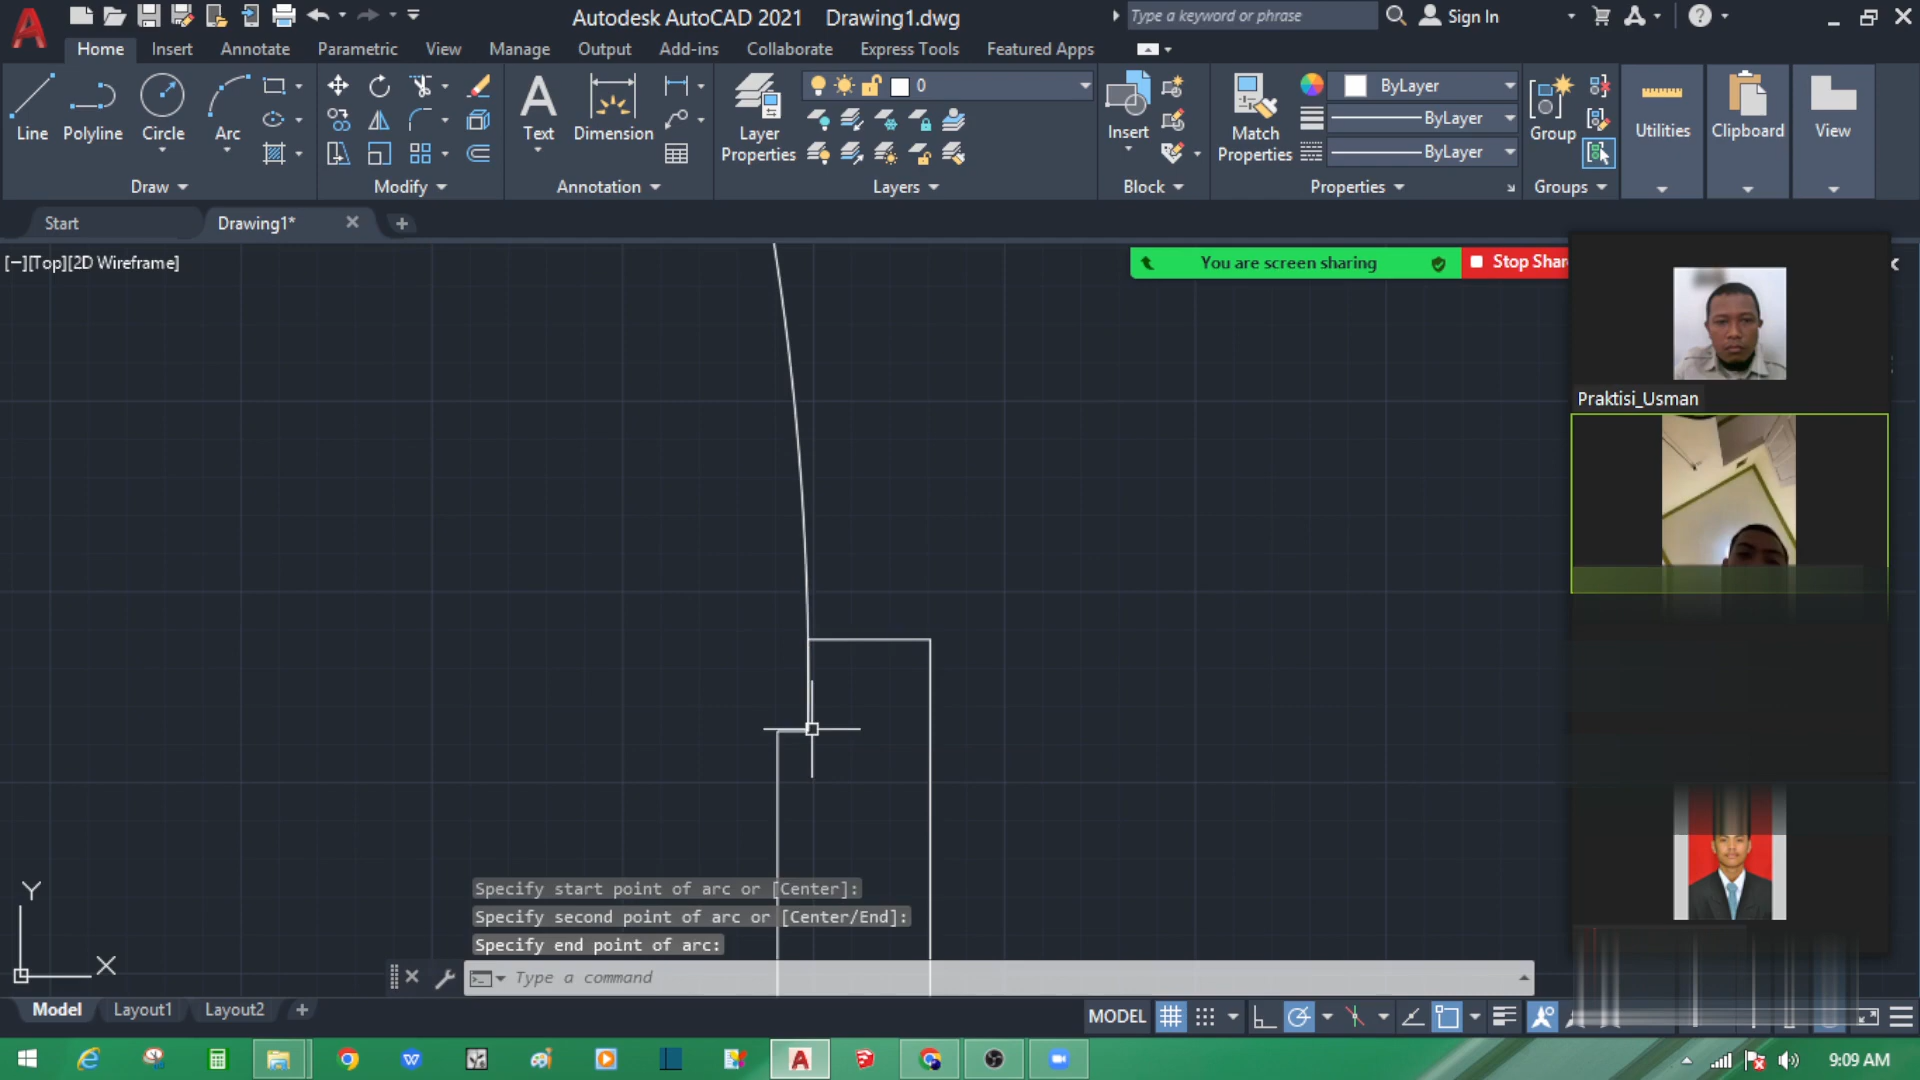 Autodesk AutoCAD 2021 Drawing1.dwg
Type a keyword or phrase
Sign In
Home Insert Annotate Parametric View Manage Output Add-ins Collaborate Express Tools Featured Apps
0
ByLayer
Line Polyline Circle Arc
Text Dimension
Layer Properties
Insert
Match Properties
ByLayer
ByLayer
Group
Utilities Clipboard View
Draw Modify Annotation Layers Block Properties Groups
Start Drawing1*
[−][Top][2D Wireframe]
You are screen sharing
Stop Shar
Praktisi_Usman
Specify start point of arc or [Center]:
Specify second point of arc or [Center/End]:
Specify end point of arc:
Y
X
Type a command
Model Layout1 Layout2
MODEL
9:09 AM